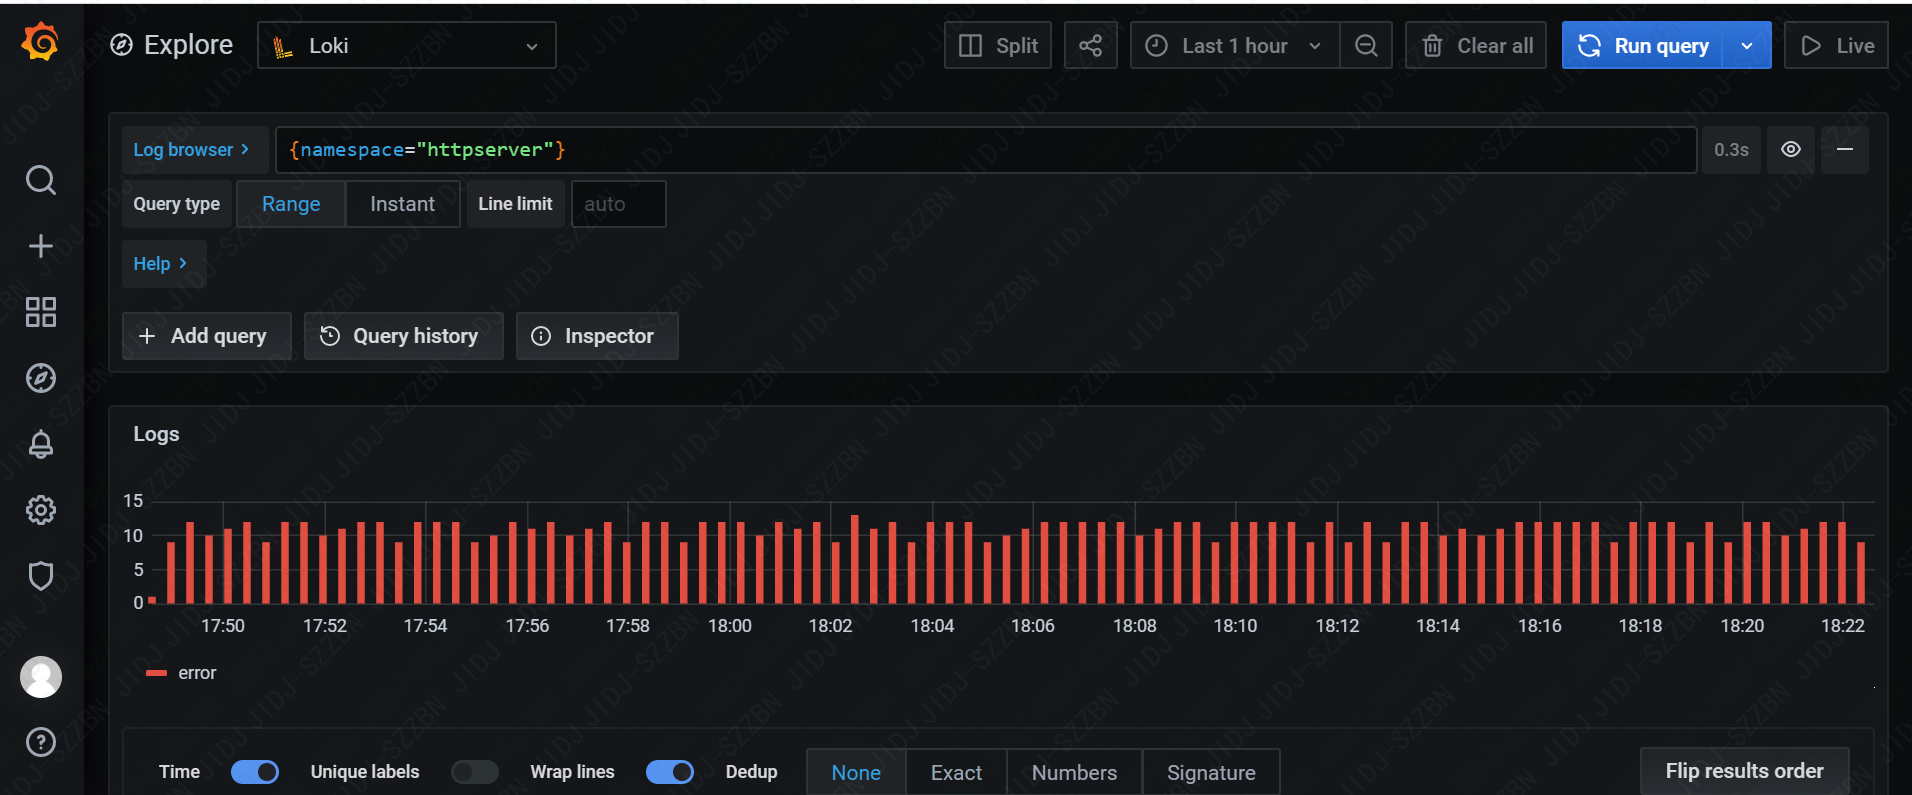 Explore
Loki
Split
Last 1 hour
Clear all
Run query
Live
Log browser >
{namespace="httpserver"}
0.3s
Query type
Range
Instant
Line limit
auto
Help >
+ Add query
Query history
Inspector
Logs
15
10
5
0
17:50 17:52 17:54 17:56 17:58 18:00 18:02 18:04 18:06 18:08 18:10 18:12 18:14 18:16 18:18 18:20 18:22
error
Time
Unique labels
Wrap lines
Dedup
None
Exact
Numbers
Signature
Flip results order
JIDJ-SZZBN